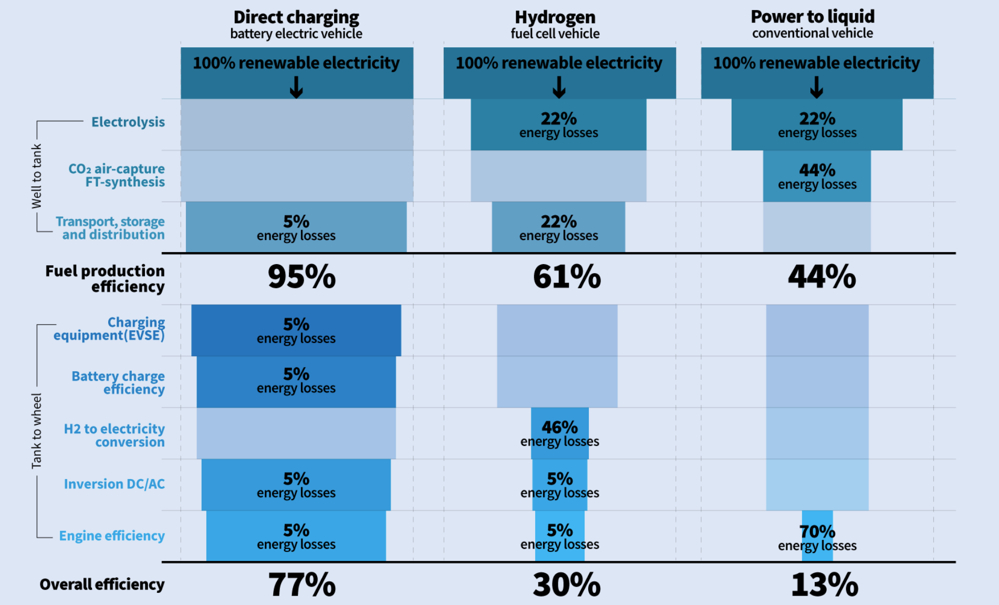 Direct charging
battery electric vehicle
Hydrogen
fuel cell vehicle
Power to liquid
conventional vehicle
100% renewable electricity
100% renewable electricity
100% renewable electricity
Well to tank
Electrolysis
22%
energy losses
22%
energy losses
CO₂ air-capture
FT-synthesis
44%
energy losses
Transport, storage
and distribution
5%
energy losses
22%
energy losses
Fuel production
efficiency
95%
61%
44%
Tank to wheel
Charging
equipment(EVSE)
5%
energy losses
Battery charge
efficiency
5%
energy losses
H2 to electricity
conversion
46%
energy losses
Inversion DC/AC
5%
energy losses
5%
energy losses
Engine efficiency
5%
energy losses
5%
energy losses
70%
energy losses
Overall efficiency
77%
30%
13%